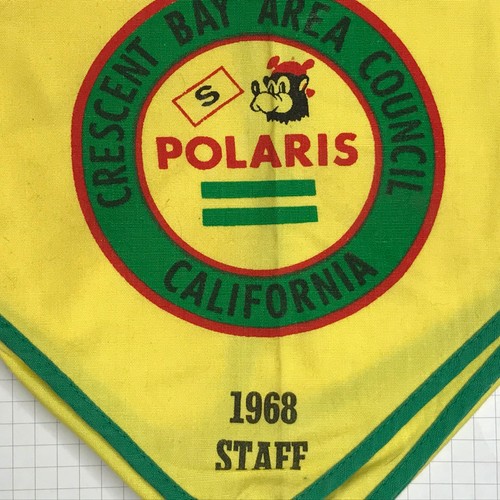 CRESCENT BAY AREA COUNCIL
S
POLARIS
CALIFORNIA
1968
STAFF